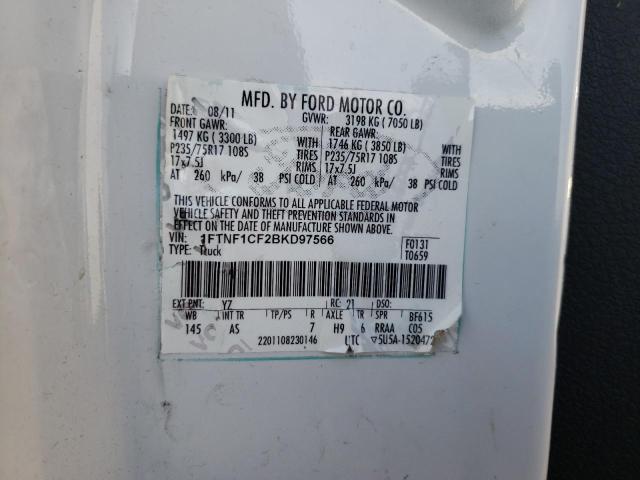 MFD. BY FORD MOTOR CO.
DATE: 08/11 GVWR: 3198 KG ( 7050 LB)
FRONT GAWR: REAR GAWR:
1497 KG ( 3300 LB) WITH 1746 KG ( 3850 LB) WITH
P235/75R17 108S TIRES P235/75R17 108S TIRES
17x7.5J RIMS 17x7.5J RIMS
AT 260 kPa/ 38 PSI COLD AT 260 kPa/ 38 PSI COLD
THIS VEHICLE CONFORMS TO ALL APPLICABLE FEDERAL MOTOR
VEHICLE SAFETY AND THEFT PREVENTION STANDARDS IN
EFFECT ON THE DATE OF MANUFACTURE SHOWN ABOVE.
VIN: 1FTNF1CF2BKD97566 F0131
TYPE: Truck T0659
EXT PNT: YZ RC: 21 DSO:
WB INT TR TP/PS R AXLE TR SPR BF615
145 AS 7 H9 6 RRAA C05
2201108230146 UTC ▽5U5A-1520472